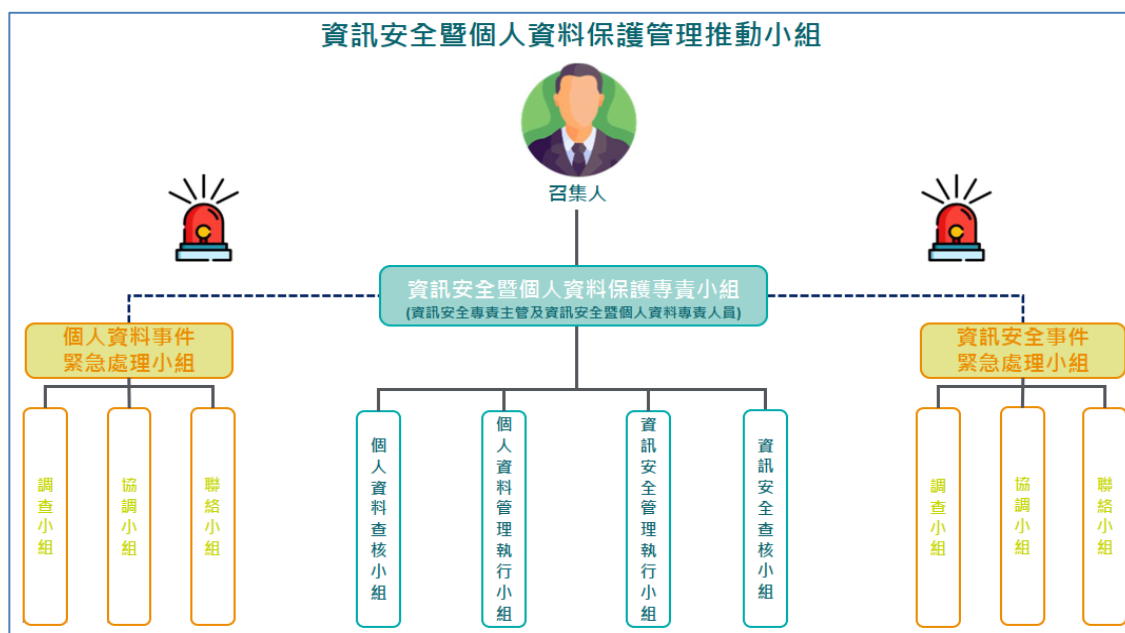 資訊安全暨個人資料保護管理推動小組
召集人
資訊安全暨個人資料保護專責小組
(資訊安全專責主管及資訊安全暨個人資料專責人員)
個人資料事件
緊急處理小組
資訊安全事件
緊急處理小組
調查小組
協調小組
聯絡小組
個人資料查核小組
個人資料管理執行小組
資訊安全管理執行小組
資訊安全查核小組
調查小組
協調小組
聯絡小組